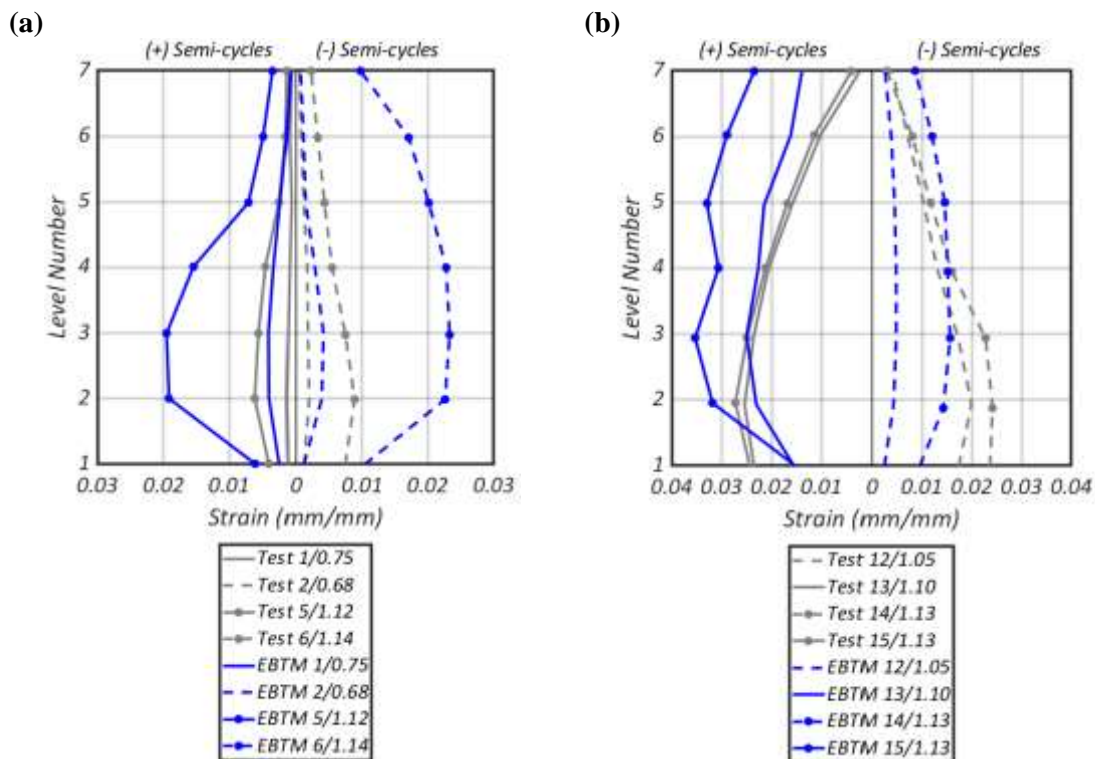 (a)
(+) Semi-cycles (-) Semi-cycles
7
6
5
4
3
2
1
Level Number
0.03 0.02 0.01 0 0.01 0.02 0.03
Strain (mm/mm)
Test 1/0.75
Test 2/0.68
Test 5/1.12
Test 6/1.14
EBTM 1/0.75
EBTM 2/0.68
EBTM 5/1.12
EBTM 6/1.14
(b)
(+) Semi-cycles (-) Semi-cycles
7
6
5
4
3
2
1
Level Number
0.04 0.03 0.02 0.01 0 0.01 0.02 0.03 0.04
Strain (mm/mm)
Test 12/1.05
Test 13/1.10
Test 14/1.13
Test 15/1.13
EBTM 12/1.05
EBTM 13/1.10
EBTM 14/1.13
EBTM 15/1.13